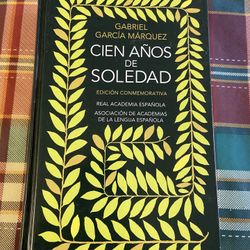 GABRIEL
GARCÍA MÁRQUEZ
CIEN AÑOS
DE
SOLEDAD
EDICIÓN CONMEMORATIVA
REAL ACADEMIA ESPAÑOLA
ASOCIACIÓN DE ACADEMIAS
DE LA LENGUA ESPAÑOLA